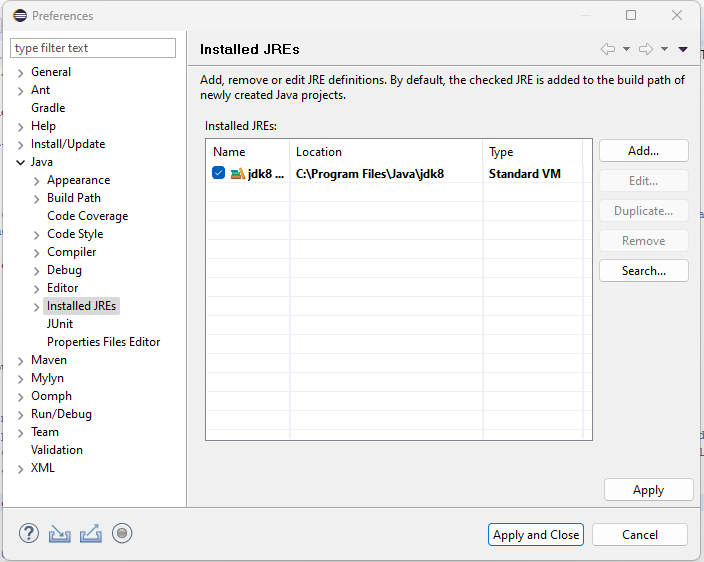 Preferences
type filter text
General
Ant
Gradle
Help
Install/Update
Java
Appearance
Build Path
Code Coverage
Code Style
Compiler
Debug
Editor
Installed JREs
JUnit
Properties Files Editor
Maven
Mylyn
Oomph
Run/Debug
Team
Validation
XML
Installed JREs
Add, remove or edit JRE definitions. By default, the checked JRE is added to the build path of
newly created Java projects.
Installed JREs:
Name Location Type
jdk8 ... C:\Program Files\Java\jdk8 Standard VM
Add...
Edit...
Duplicate...
Remove
Search...
Apply
Apply and Close Cancel